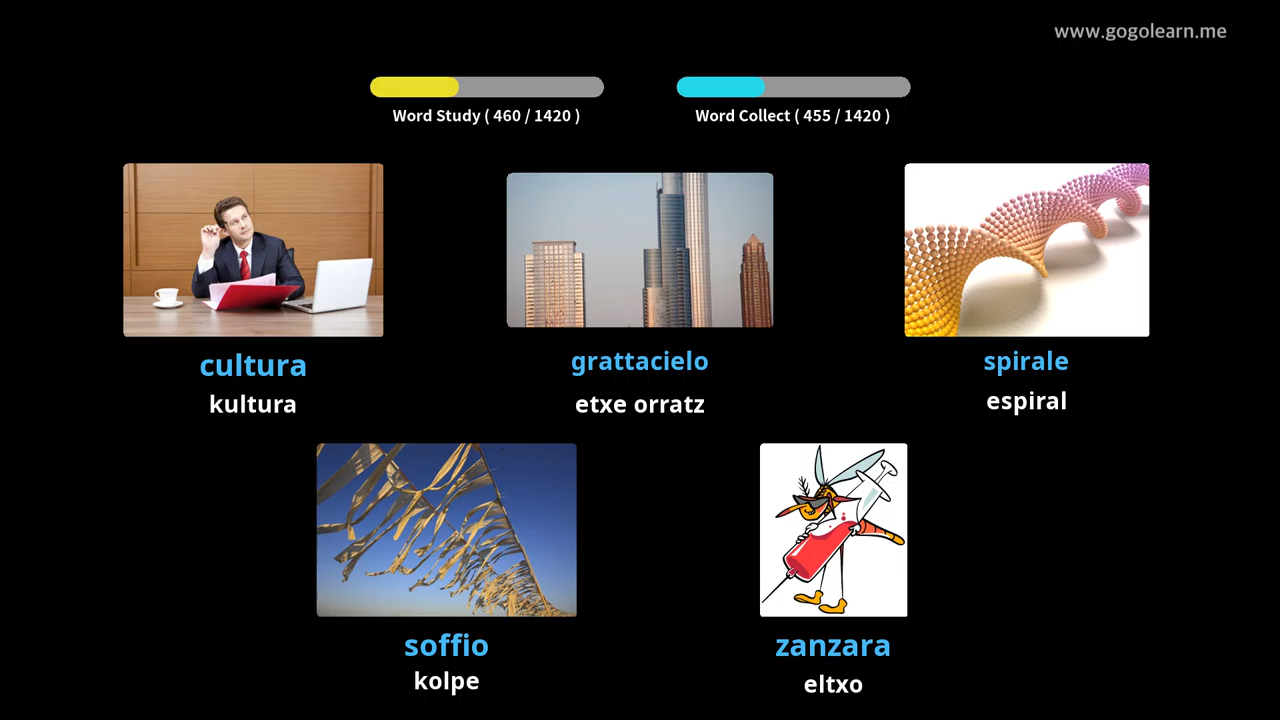 www.gogolearn.me
Word Study ( 460 / 1420 )
Word Collect ( 455 / 1420 )
cultura
kultura
grattacielo
etxe orratz
spirale
espiral
soffio
kolpe
zanzara
eltxo